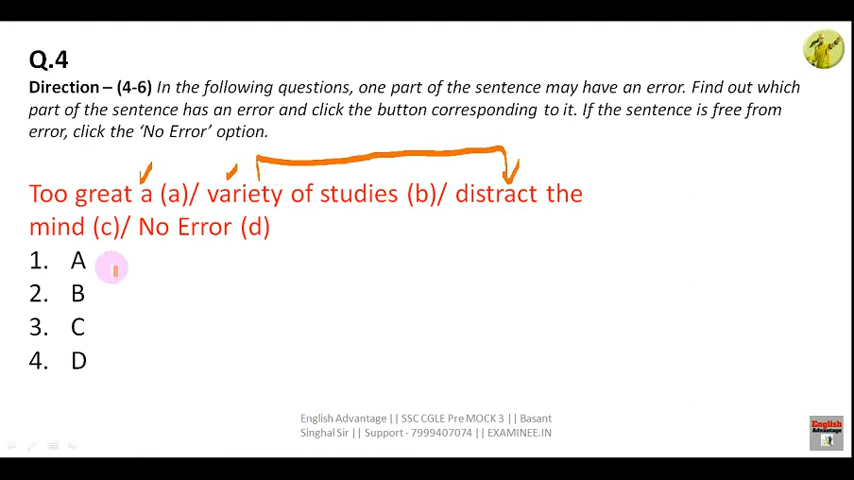 Q.4
Direction – (4-6) In the following questions, one part of the sentence may have an error. Find out which
part of the sentence has an error and click the button corresponding to it. If the sentence is free from
error, click the ‘No Error’ option.
Too great a (a)/ variety of studies (b)/ distract the
mind (c)/ No Error (d)
1. A
2. B
3. C
4. D
English Advantage || SSC CGLE Pre MOCK 3 || Basant
Singhal Sir || Support - 7999407074 || EXAMINEE.IN
English
Advantage